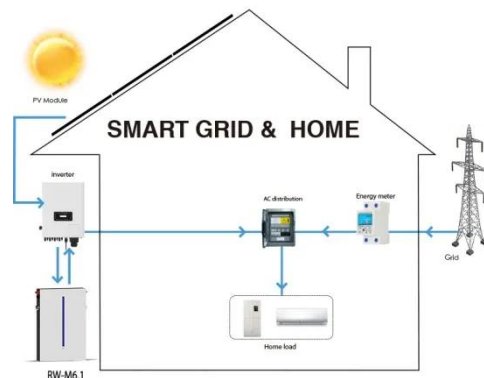 PV Module
SMART GRID & HOME
inverter
AC distribution
Energy meter
Grid
Home load
RW-M6.1